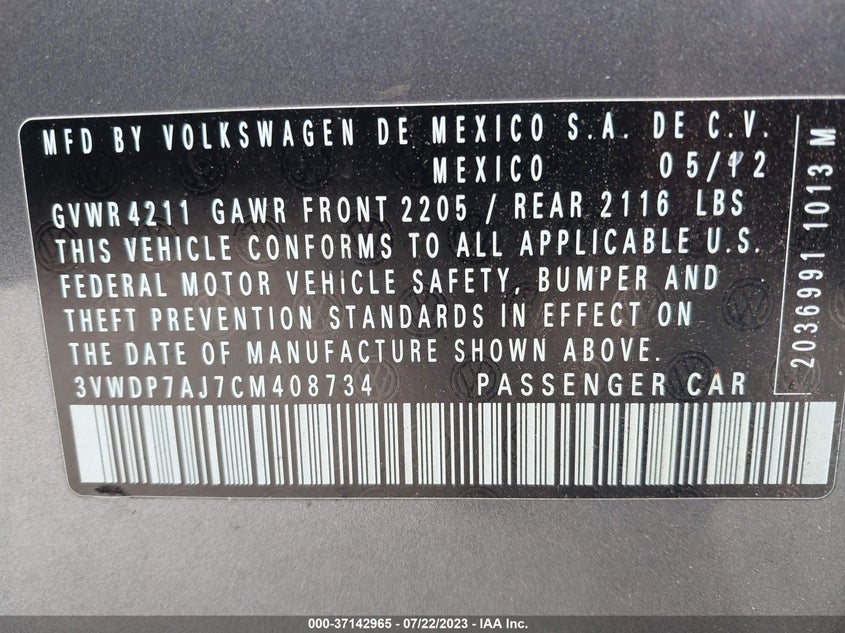 MFD BY VOLKSWAGEN DE MEXICO S.A. DE C.V.
MEXICO 05/12
GVWR 4211 GAWR FRONT 2205 / REAR 2116 LBS
THIS VEHICLE CONFORMS TO ALL APPLICABLE U.S.
FEDERAL MOTOR VEHICLE SAFETY, BUMPER AND
THEFT PREVENTION STANDARDS IN EFFECT ON
THE DATE OF MANUFACTURE SHOWN ABOVE.
3VWDP7AJ7CM408734 PASSENGER CAR
2036991 1013 M
000-37142965 - 07/22/2023 - IAA Inc.